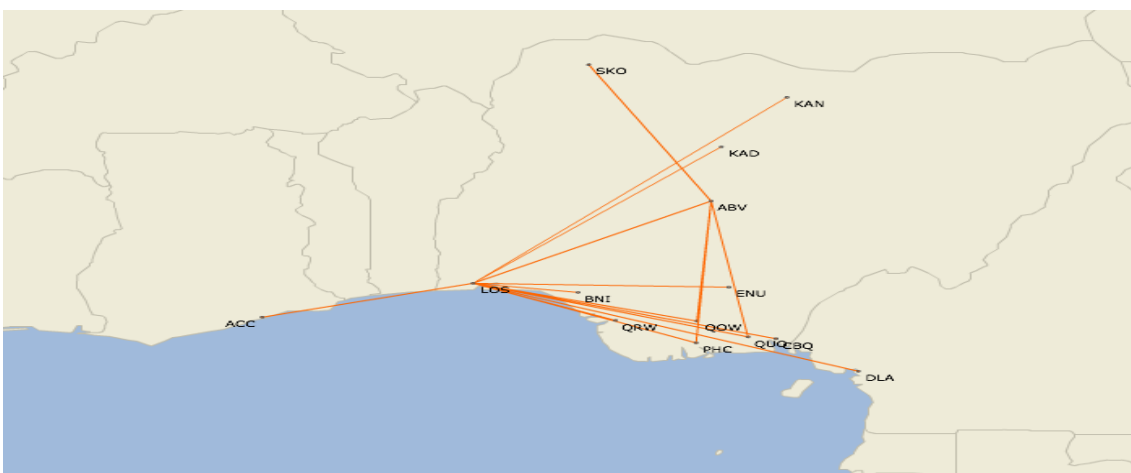 SKO
KAN
KAD
ABV
LOS
ENU
BNI
ACC
QRW
QOW
QUO
CBQ
PHC
DLA